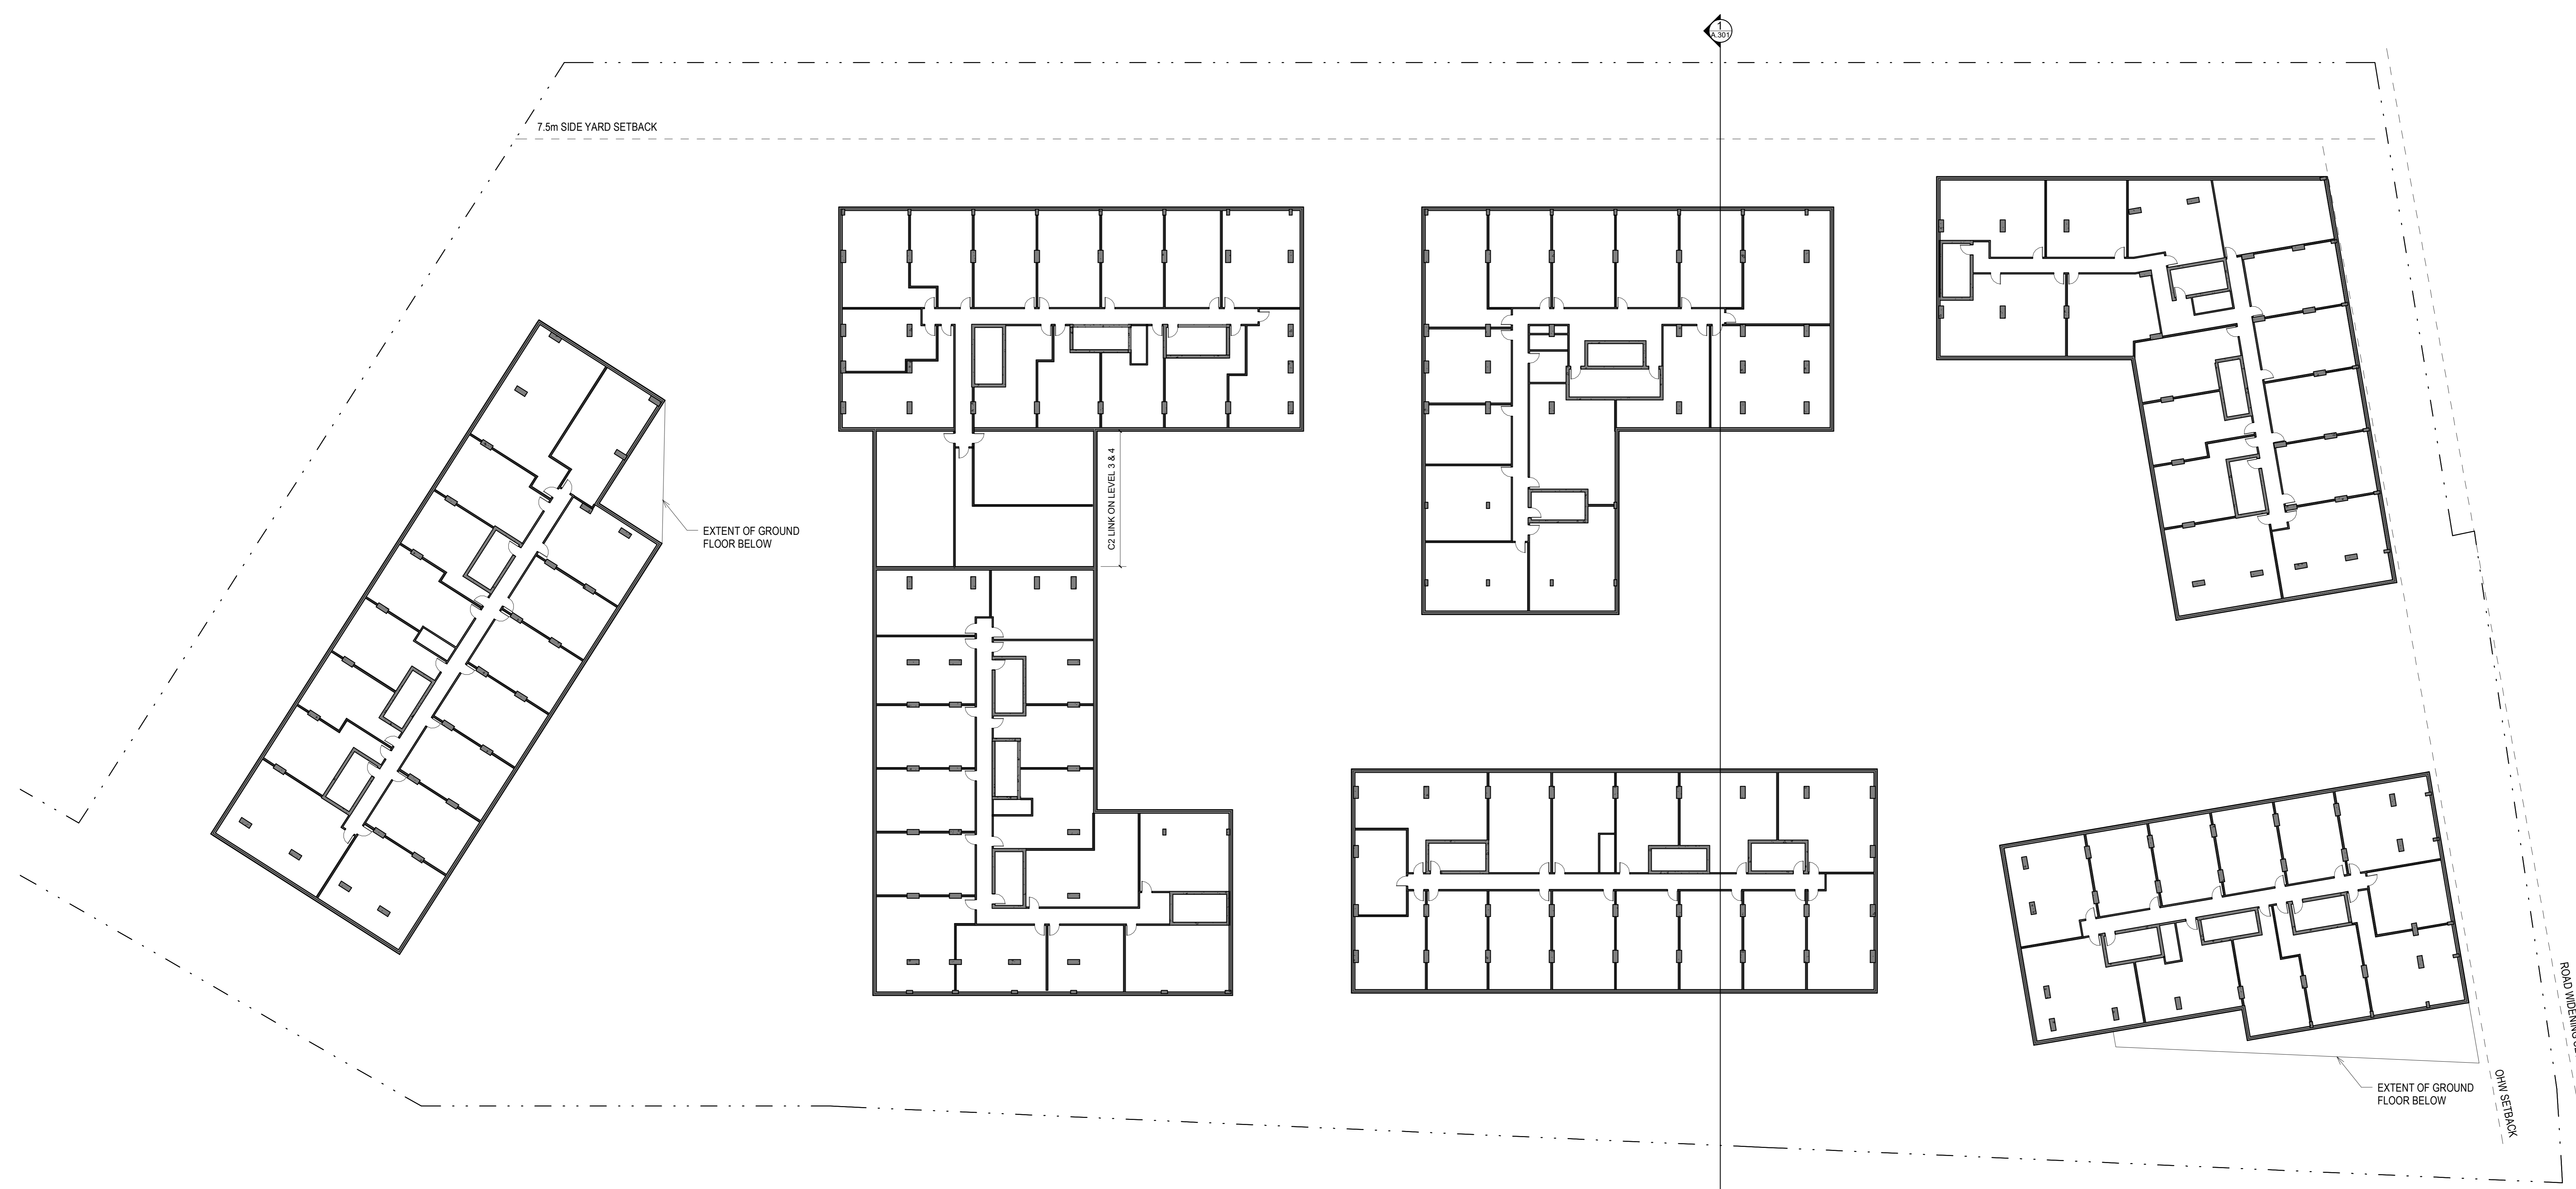 1
A.301
7.5m SIDE YARD SETBACK
C2 LINK ON LEVEL 3 & 4
EXTENT OF GROUND
FLOOR BELOW
ROAD WIDENING
OHW SETBACK
EXTENT OF GROUND
FLOOR BELOW